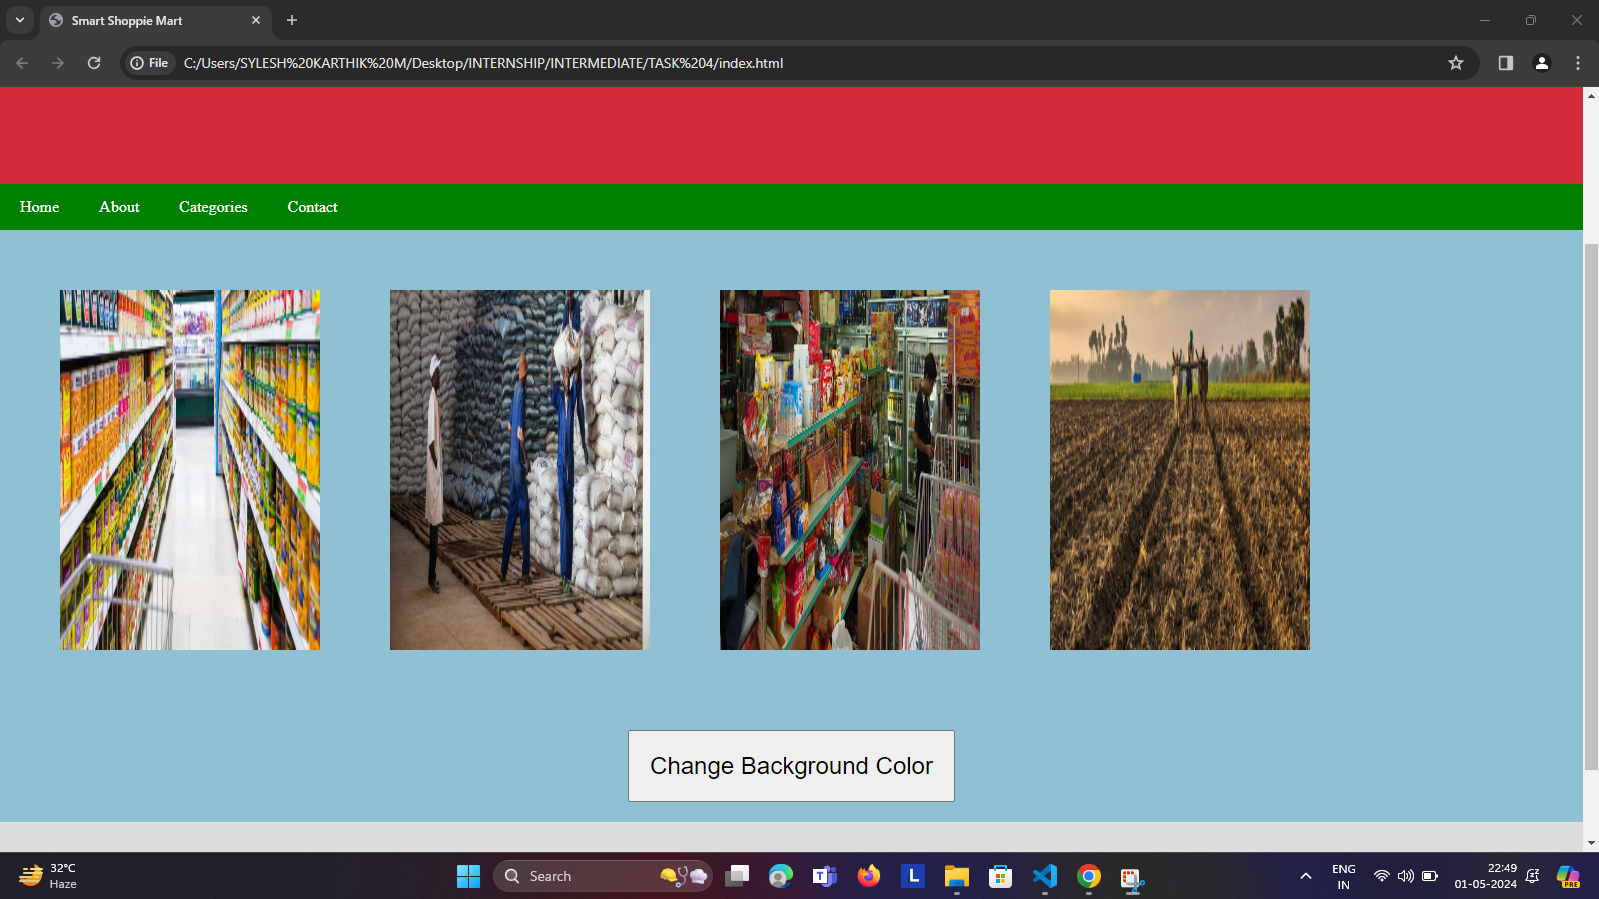 Smart Shoppie Mart
File
C:/Users/SYLESH%20KARTHIK%20M/Desktop/INTERNSHIP/INTERMEDIATE/TASK%204/index.html
Home About Categories Contact
Change Background Color
32°C
Haze
Search
L
T
PRE
ENG
IN
22:49
01-05-2024